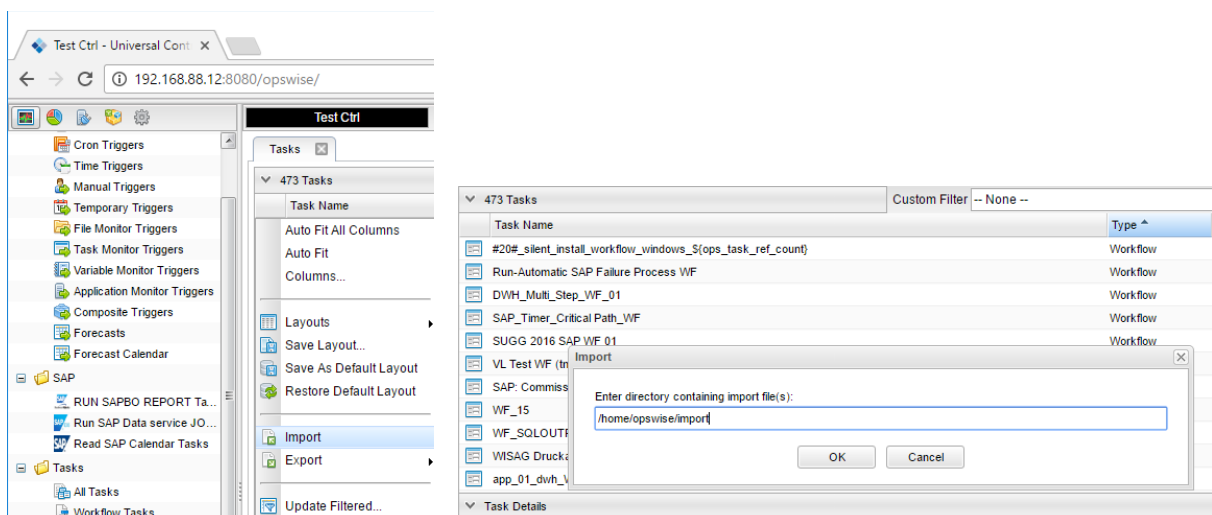 Test Ctrl - Universal Cont
192.168.88.12:8080/opswise/
Cron Triggers
Time Triggers
Manual Triggers
Temporary Triggers
File Monitor Triggers
Task Monitor Triggers
Variable Monitor Triggers
Application Monitor Triggers
Composite Triggers
Forecasts
Forecast Calendar
SAP
RUN SAPBO REPORT Ta...
Run SAP Data service JO...
Read SAP Calendar Tasks
Tasks
All Tasks
Workflow Tasks
Test Ctrl
Tasks
473 Tasks
Task Name
Auto Fit All Columns
Auto Fit
Columns...
Layouts
Save Layout...
Save As Default Layout
Restore Default Layout
Import
Export
Update Filtered...
473 Tasks Custom Filter -- None --
Task Name Type
#20#_silent_install_workflow_windows_${ops_task_ref_count} Workflow
Run-Automatic SAP Failure Process WF Workflow
DWH_Multi_Step_WF_01 Workflow
SAP_Timer_Critical Path_WF Workflow
SUGG 2016 SAP WF 01 Workflow
VL Test WF (tn
SAP: Commiss
WF_15
WF_SQLOUTF
WISAG Drucka
app_01_dwh_V
Import
Enter directory containing import file(s):
/home/opswise/import
OK Cancel
Task Details